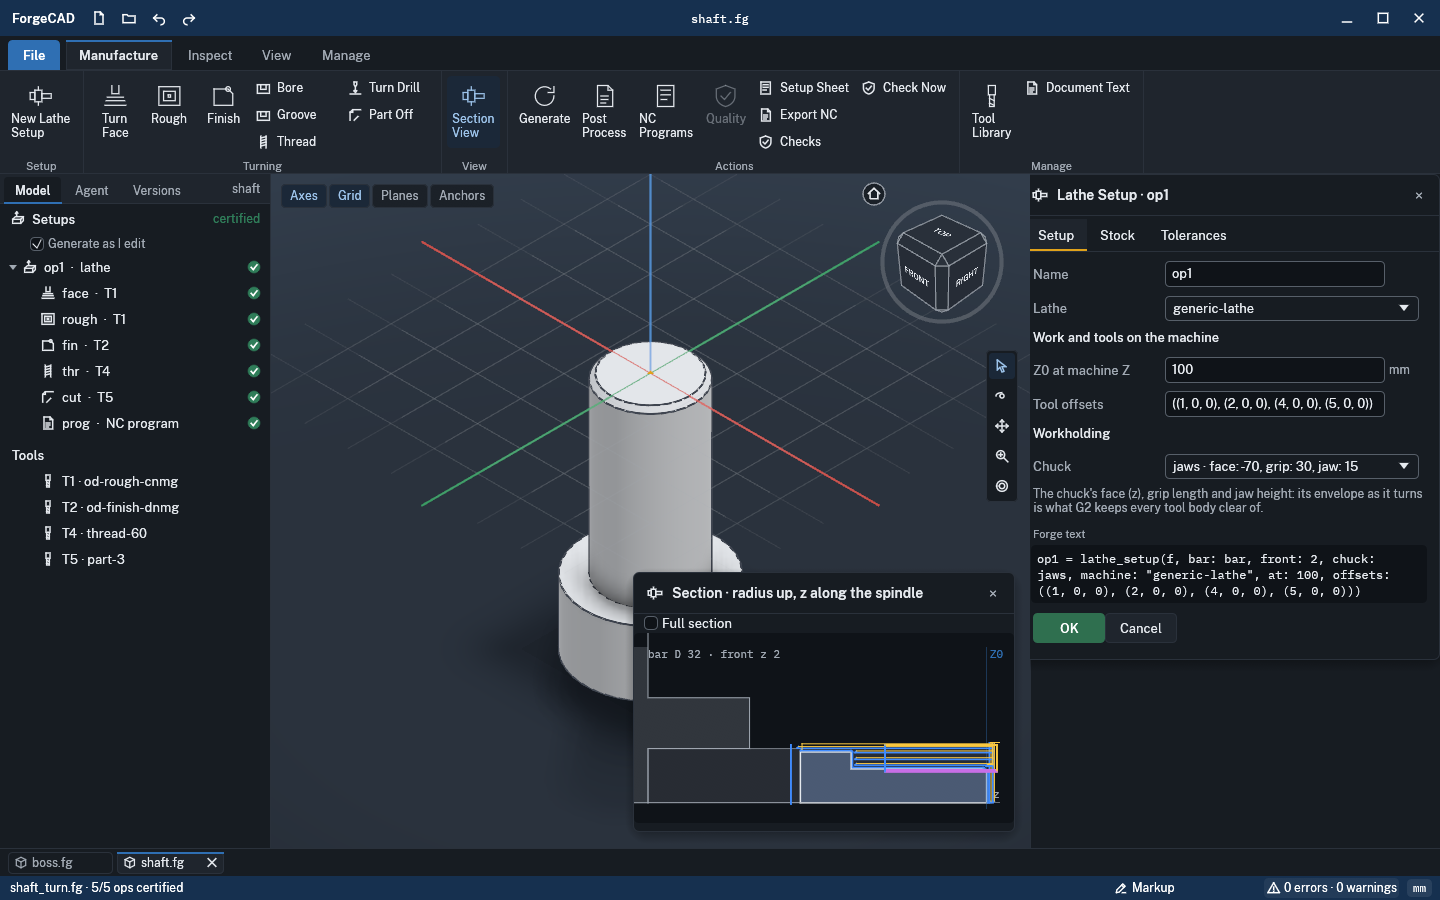 ForgeCAD
shaft.fg
File
Manufacture
Inspect
View
Manage
New Lathe
Setup
Turn
Face
Rough
Finish
Bore
Groove
Thread
Turn Drill
Part Off
Section
View
Generate
Post
Process
NC
Programs
Quality
Setup Sheet
Export NC
Checks
Check Now
Tool
Library
Document Text
Setup
Turning
View
Actions
Manage
Model
Agent
Versions
shaft
Setups
certified
Generate as I edit
op1 · lathe
face · T1
rough · T1
fin · T2
thr · T4
cut · T5
prog · NC program
Tools
T1 · od-rough-cnmg
T2 · od-finish-dnmg
T4 · thread-60
T5 · part-3
Axes
Grid
Planes
Anchors
TOP
FRONT
RIGHT
Section · radius up, z along the spindle
Full section
bar D 32 · front z 2
Z0
Z
Lathe Setup · op1
Setup
Stock
Tolerances
Name
op1
Lathe
generic-lathe
Work and tools on the machine
Z0 at machine Z
100
mm
Tool offsets
((1, 0, 0), (2, 0, 0), (4, 0, 0), (5, 0, 0))
Workholding
Chuck
jaws · face: -70, grip: 30, jaw: 15
The chuck's face (z), grip length and jaw height: its envelope as it turns
is what G2 keeps every tool body clear of.
Forge text
op1 = lathe_setup(f, bar: bar, front: 2, chuck:
jaws, machine: "generic-lathe", at: 100, offsets:
((1, 0, 0), (2, 0, 0), (4, 0, 0), (5, 0, 0)))
OK
Cancel
boss.fg
shaft.fg
shaft_turn.fg · 5/5 ops certified
Markup
0 errors · 0 warnings
mm